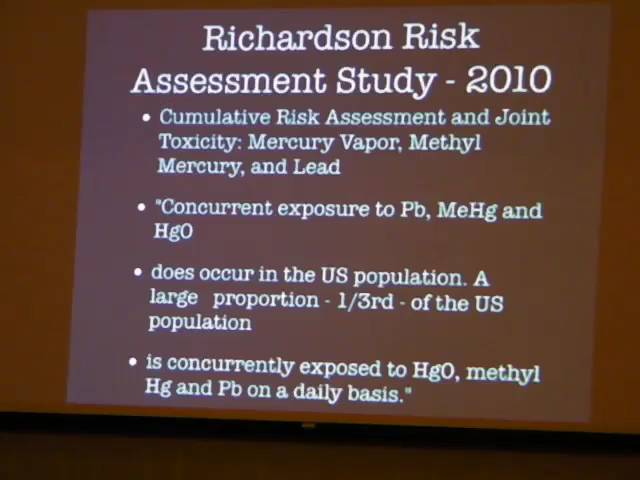 Richardson Risk
Assessment Study - 2010
• Cumulative Risk Assessment and Joint
Toxicity: Mercury Vapor, Methyl
Mercury, and Lead
• "Concurrent exposure to Pb, MeHg and
HgO
• does occur in the US population. A
large proportion - 1/3rd - of the US
population
• is concurrently exposed to HgO, methyl
Hg and Pb on a daily basis."